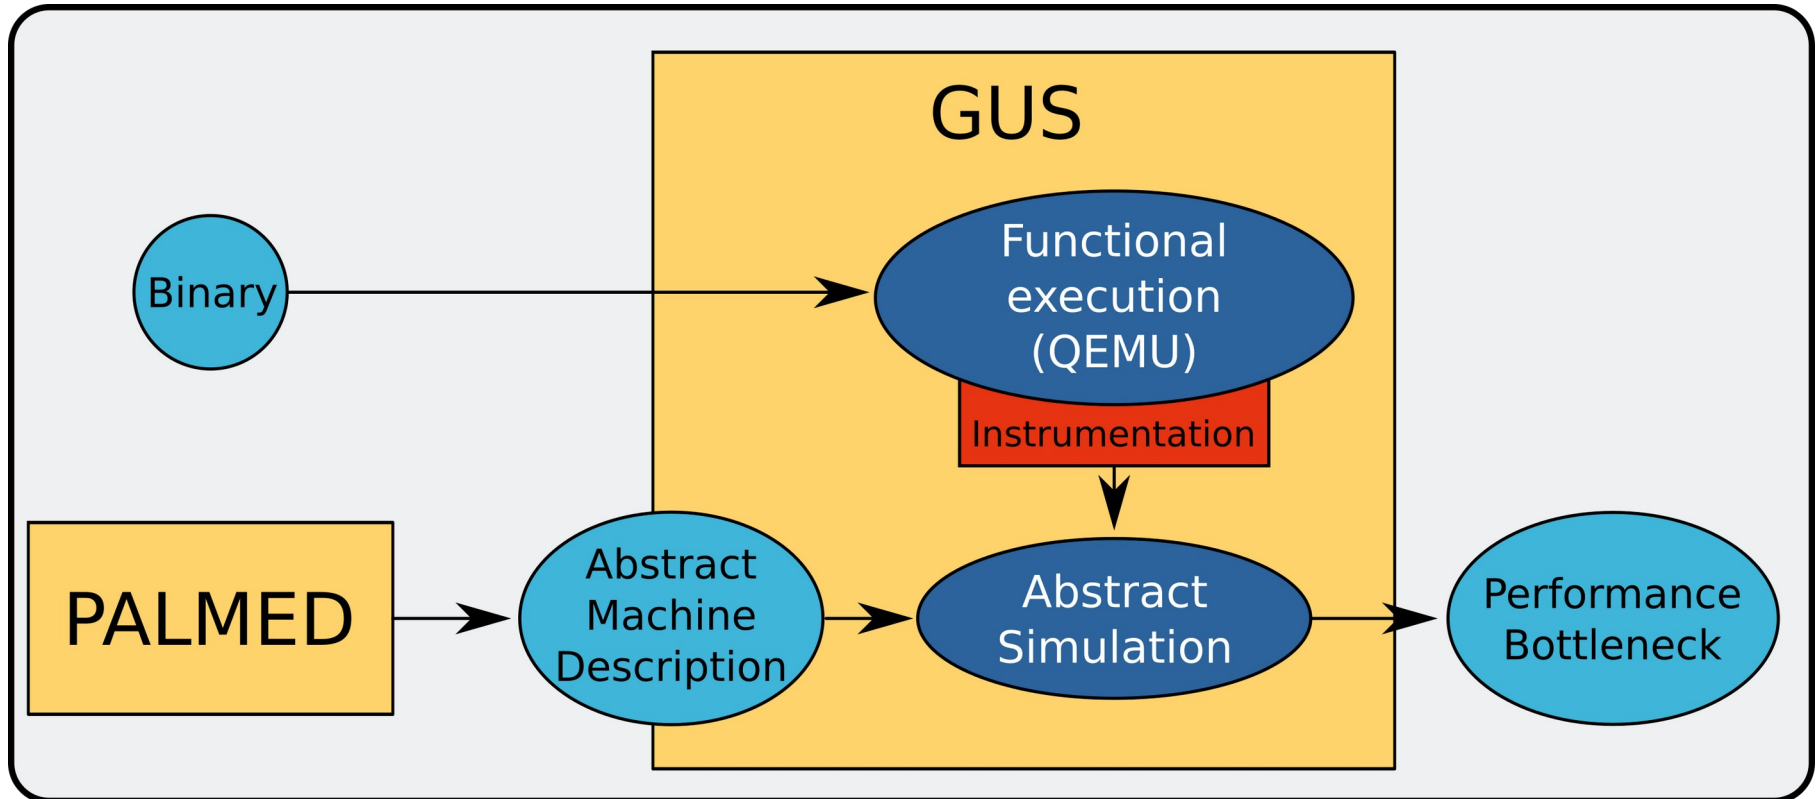 GUS
Binary
Functional
execution
(QEMU)
Instrumentation
PALMED
Abstract
Machine
Description
Abstract
Simulation
Performance
Bottleneck